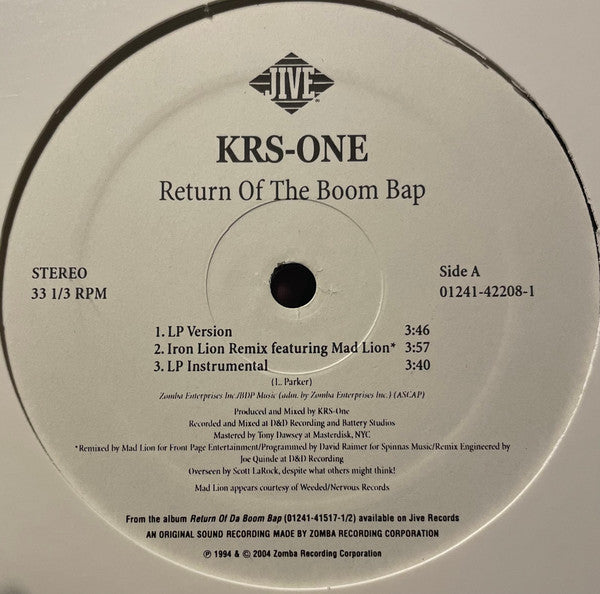 JIVE
KRS-ONE
Return Of The Boom Bap
STEREO
33 1/3 RPM
Side A
01241-42208-1
1. LP Version 3:46
2. Iron Lion Remix featuring Mad Lion* 3:57
3. LP Instrumental 3:40
(L. Parker)
Zomba Enterprises Inc./BDP Music (adm. by Zomba Enterprises Inc.) (ASCAP)
Produced and Mixed by KRS-One
Recorded and Mixed at D&D Recording and Battery Studios
Mastered by Tony Dawsey at Masterdisk, NYC
*Remixed by Mad Lion for Front Page Entertainment/Programmed by David Raimer for Spinnas Music/Remix Engineered by
Joe Quinde at D&D Recording
Overseen by Scott LaRock, despite what others might think!
Mad Lion appears courtesy of Weeded/Nervous Records
From the album Return Of Da Boom Bap (01241-41517-1/2) available on Jive Records
AN ORIGINAL SOUND RECORDING MADE BY ZOMBA RECORDING CORPORATION
℗ 1994 & © 2004 Zomba Recording Corporation